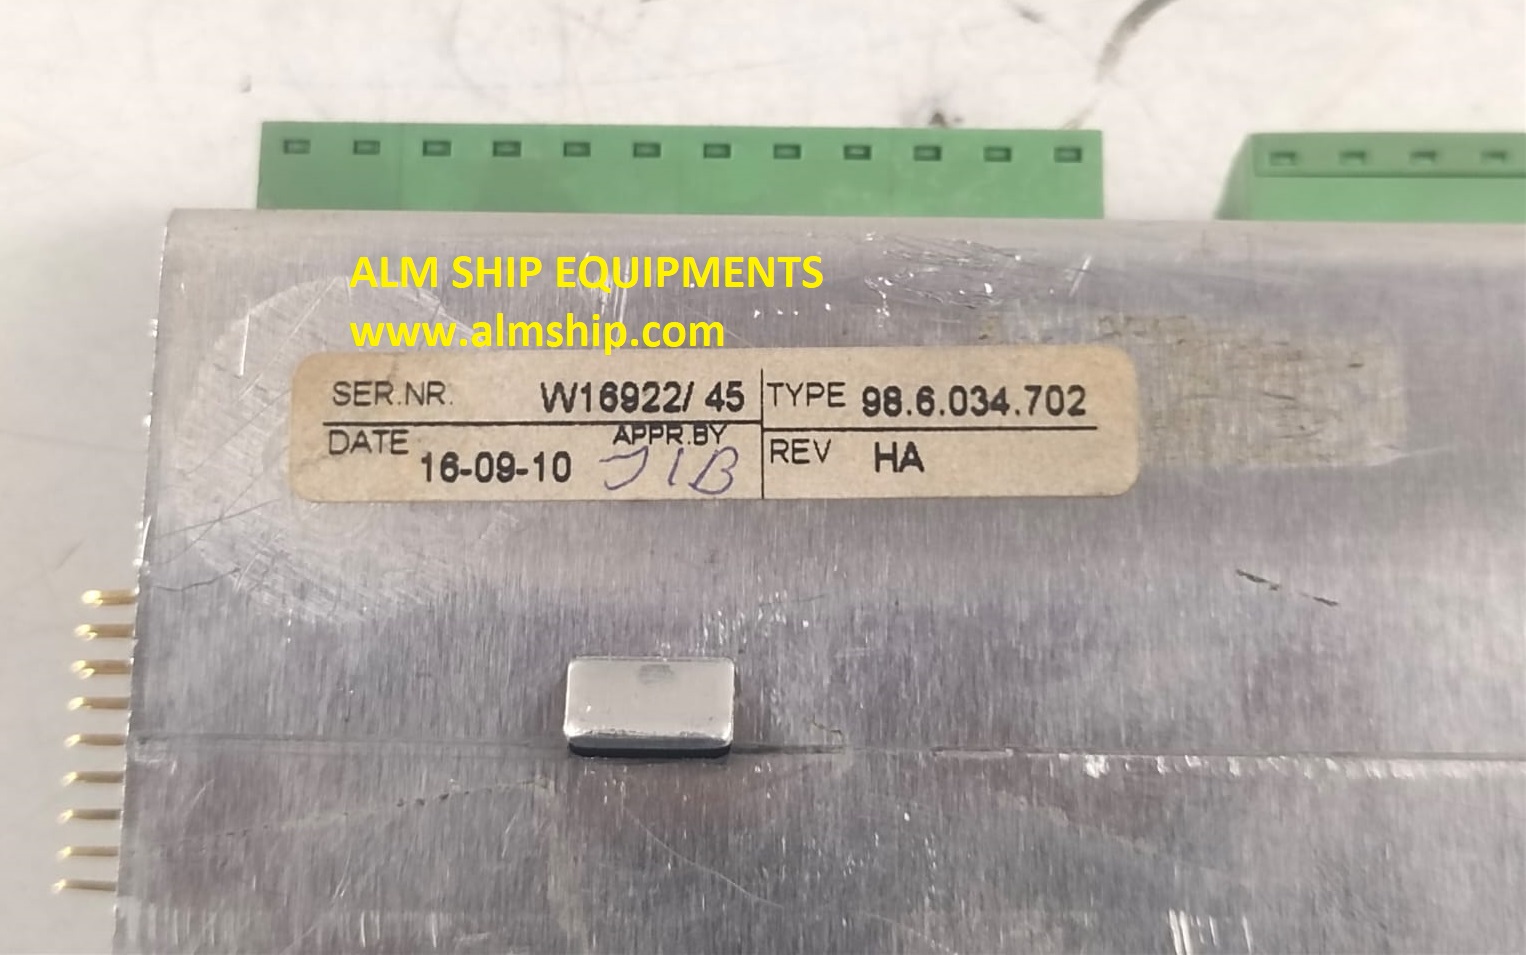 ALM SHIP EQUIPMENTS
www.almship.com
SER.NR. W16922/ 45 TYPE 98.6.034.702
DATE 16-09-10 APPR.BY JIB REV HA